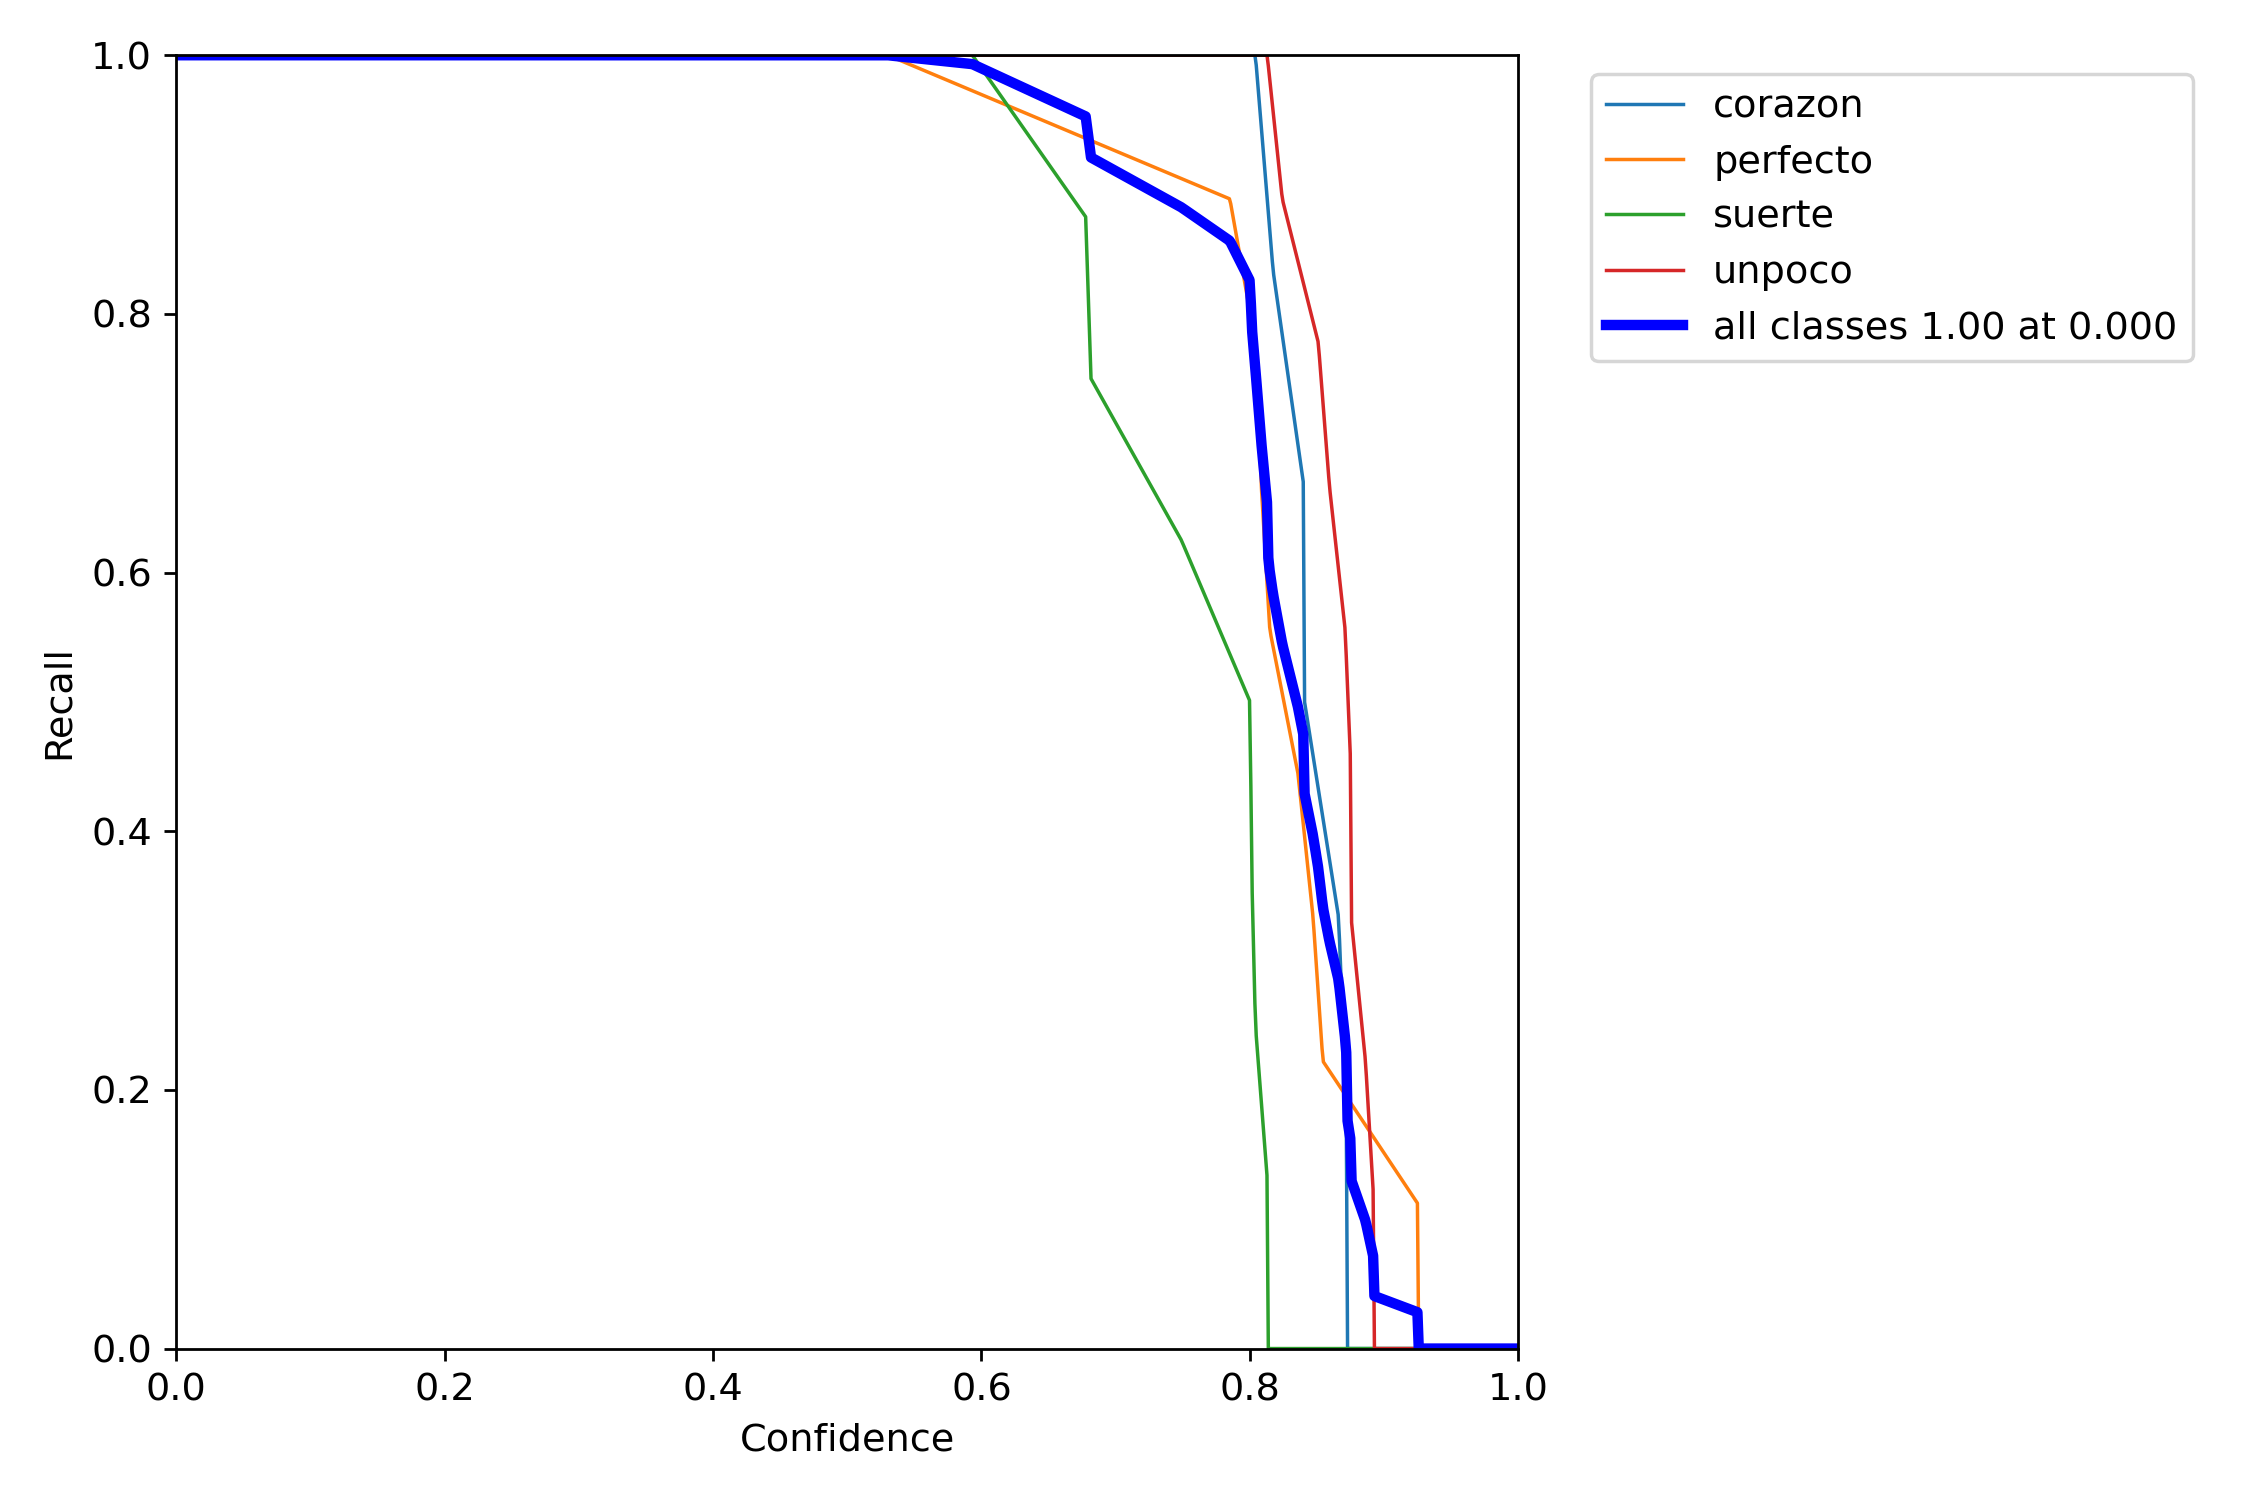 1.0
0.8
0.6
0.4
0.2
0.0
Recall
0.0 0.2 0.4 0.6 0.8 1.0
Confidence
corazon
perfecto
suerte
unpoco
all classes 1.00 at 0.000